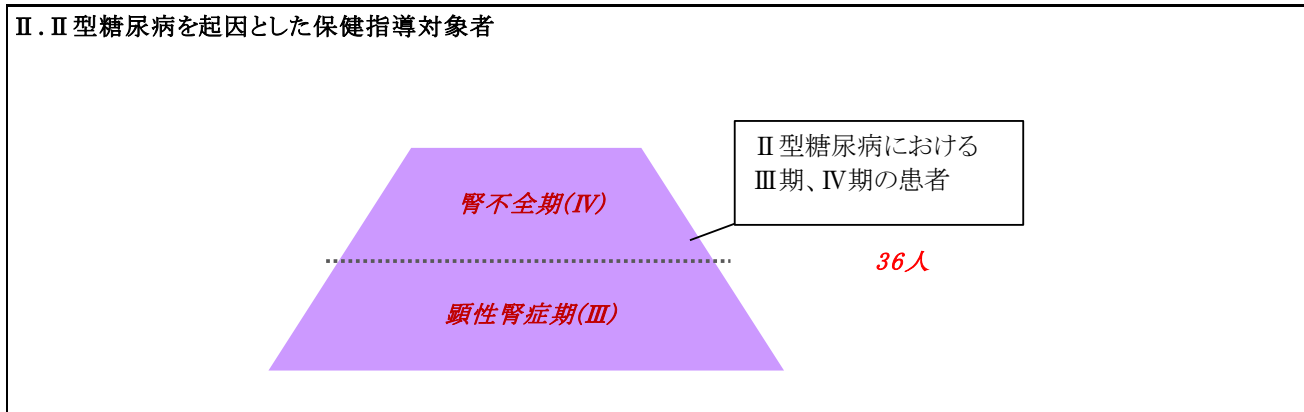 Ⅱ.Ⅱ型糖尿病を起因とした保健指導対象者
Ⅱ型糖尿病における
Ⅲ期、Ⅳ期の患者
腎不全期(Ⅳ)
36人
顕性腎症期(Ⅲ)